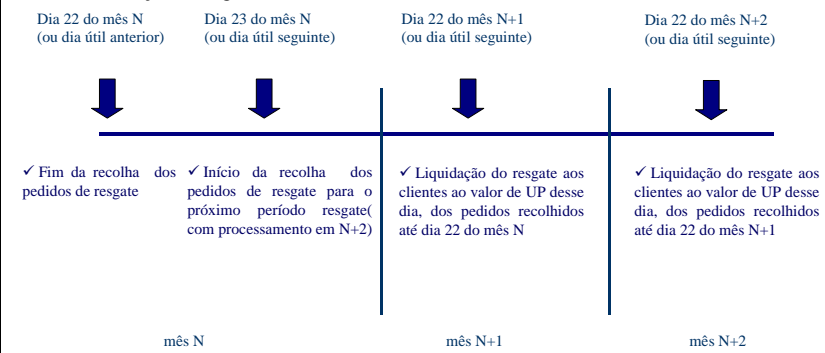 Dia 22 do mês N
(ou dia útil anterior)
Dia 23 do mês N
(ou dia útil seguinte)
Dia 22 do mês N+1
(ou dia útil seguinte)
Dia 22 do mês N+2
(ou dia útil seguinte)
✓ Fim da recolha dos
pedidos de resgate
✓ Início da recolha dos
pedidos de resgate para o
próximo período resgate(
com processamento em N+2)
✓ Liquidação do resgate aos
clientes ao valor de UP desse
dia, dos pedidos recolhidos
até dia 22 do mês N
✓ Liquidação do resgate aos
clientes ao valor de UP desse
dia, dos pedidos recolhidos
até dia 22 do mês N+1
mês N
mês N+1
mês N+2